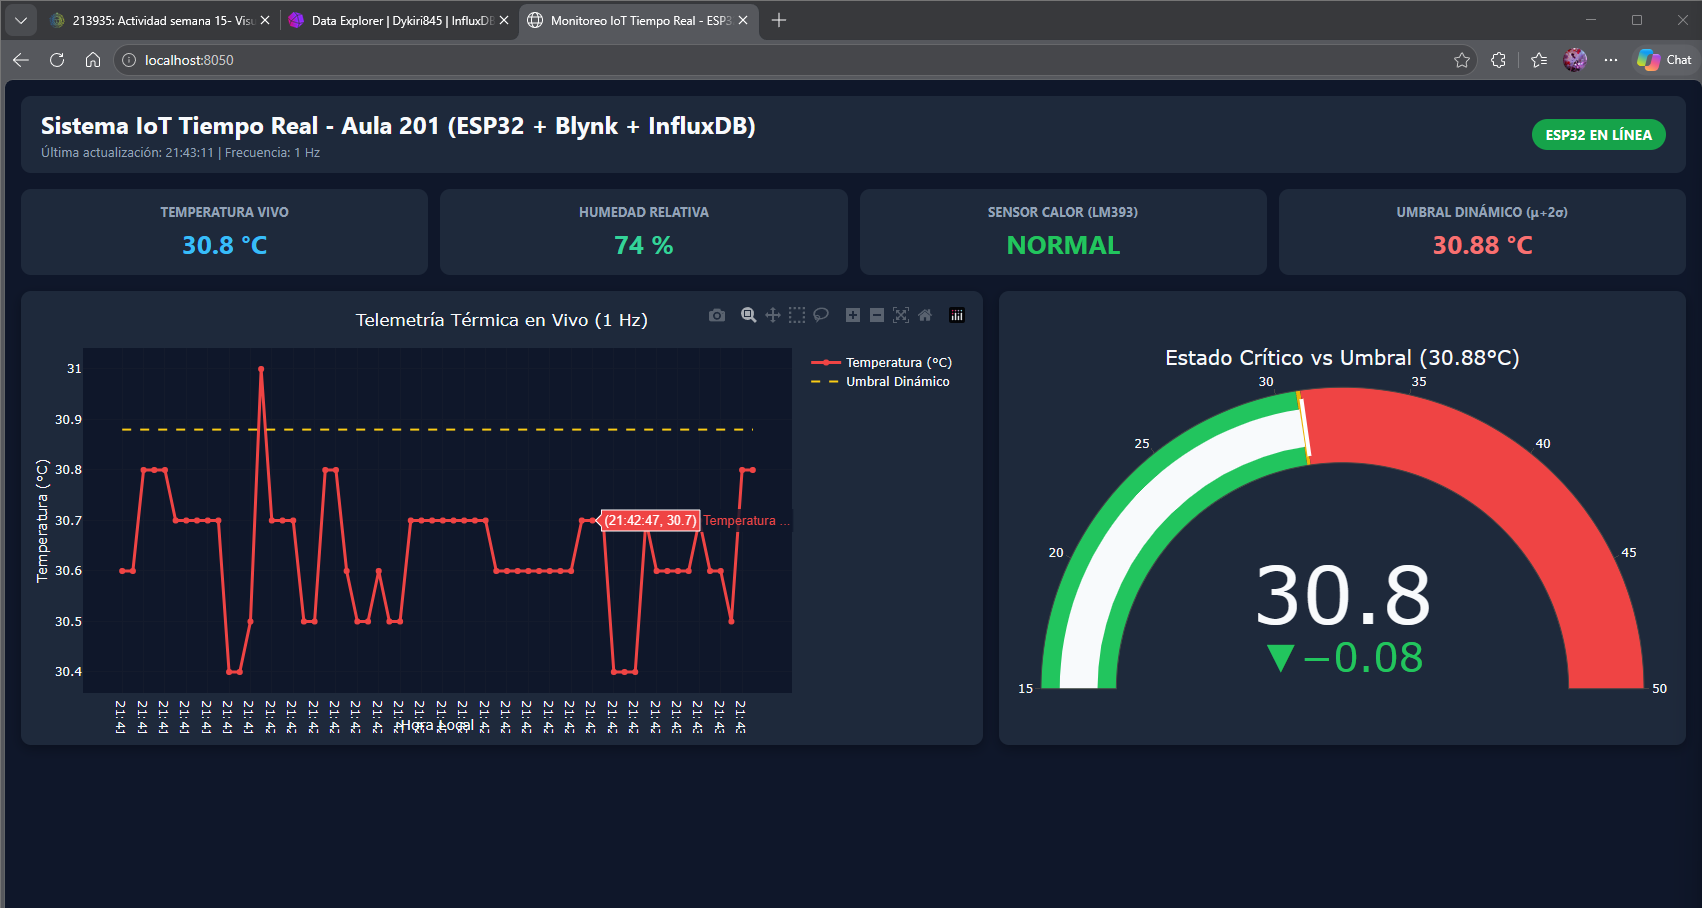 213935: Actividad semana 15- Visu
Data Explorer | Dykiri845 | InfluxDB
Monitoreo IoT Tiempo Real - ESP3
localhost:8050
Chat
Sistema IoT Tiempo Real - Aula 201 (ESP32 + Blynk + InfluxDB)
Última actualización: 21:43:11 | Frecuencia: 1 Hz
ESP32 EN LÍNEA
TEMPERATURA VIVO
30.8 °C
HUMEDAD RELATIVA
74 %
SENSOR CALOR (LM393)
NORMAL
UMBRAL DINÁMICO (μ+2σ)
30.88 °C
Telemetría Térmica en Vivo (1 Hz)
Temperatura (°C)
Umbral Dinámico
31
30.9
30.8
30.7
30.6
30.5
30.4
Temperatura (°C)
(21:42:47, 30.7)
Temperatura ...
Hora Local
Estado Crítico vs Umbral (30.88°C)
15
20
25
30
35
40
45
50
30.8
▼−0.08